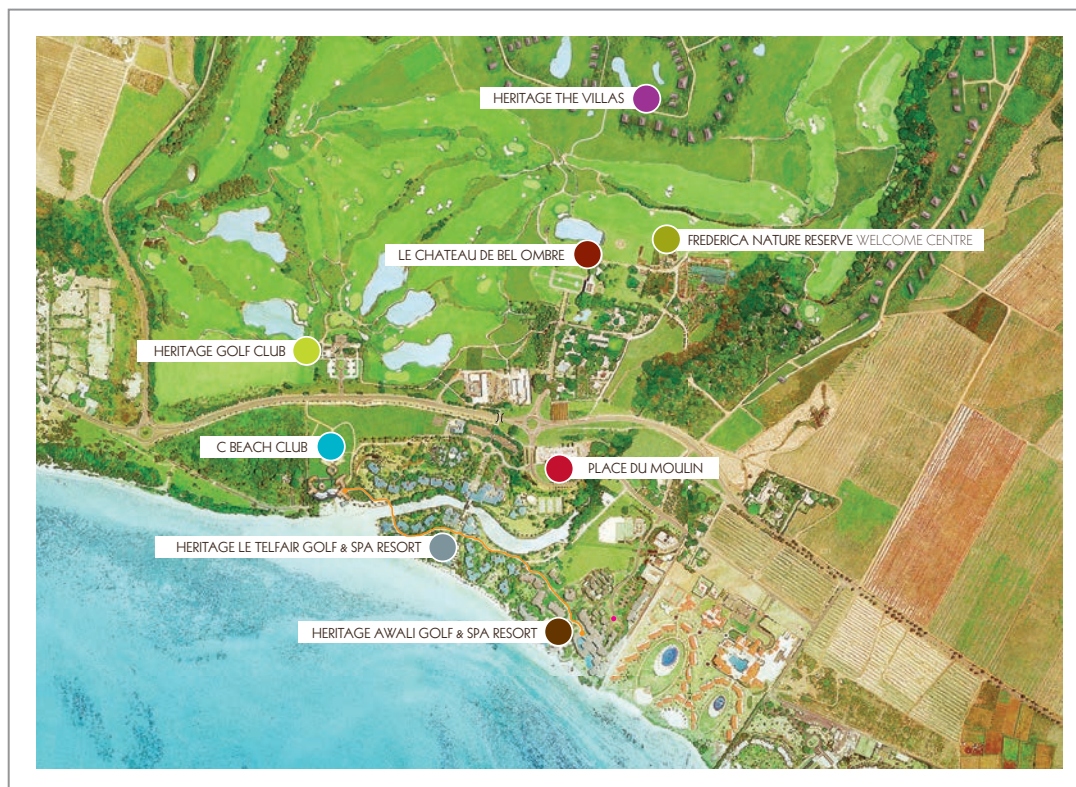 HERITAGE THE VILLAS
FREDERICA NATURE RESERVE WELCOME CENTRE
LE CHATEAU DE BEL OMBRE
HERITAGE GOLF CLUB
C BEACH CLUB
PLACE DU MOULIN
HERITAGE LE TELFAIR GOLF & SPA RESORT
HERITAGE AWALI GOLF & SPA RESORT